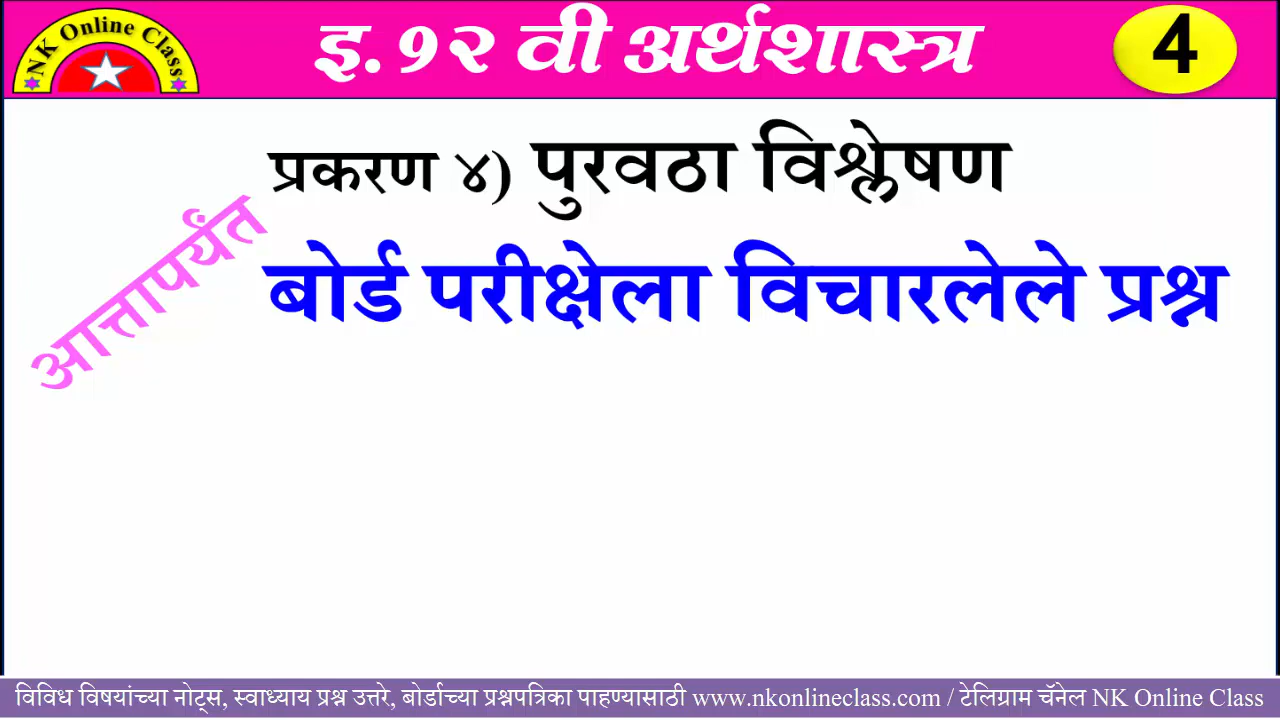 NK Online Class
इ.१२ वी अर्थशास्त्र
4
प्रकरण ४) पुरवठा विश्लेषण
आत्तापर्यंत
बोर्ड परीक्षेला विचारलेले प्रश्न
विविध विषयांच्या नोट्स, स्वाध्याय प्रश्न उत्तरे, बोर्डाच्या प्रश्नपत्रिका पाहण्यासाठी www.nkonlineclass.com / टेलिग्राम चॅनेल NK Online Class